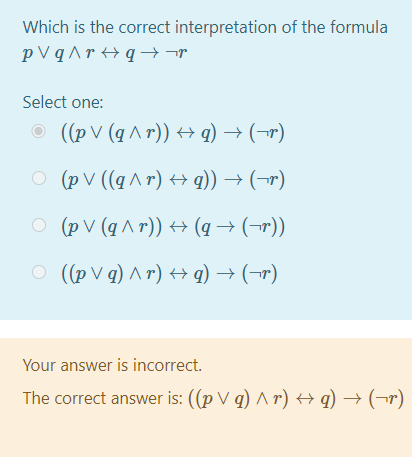 Which is the correct interpretation of the formula
p ∨ q ∧ r ↔ q → ¬r
Select one:
((p ∨ (q ∧ r)) ↔ q) → (¬r)
(p ∨ ((q ∧ r) ↔ q)) → (¬r)
(p ∨ (q ∧ r)) ↔ (q → (¬r))
((p ∨ q) ∧ r) ↔ q) → (¬r)
Your answer is incorrect.
The correct answer is: ((p ∨ q) ∧ r) ↔ q) → (¬r)